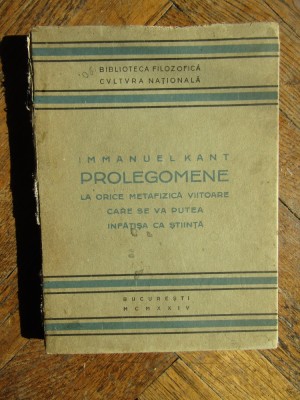 BIBLIOTECA FILOZOFICĂ
CVLTVRA NAȚIONALĂ
IMMANUEL KANT
PROLEGOMENE
LA ORICE METAFIZICĂ VIITOARE
CARE SE VA PUTEA
INFĂȚIȘA CA ȘTIINȚĂ
BUCUREȘTI
MCMXXIV